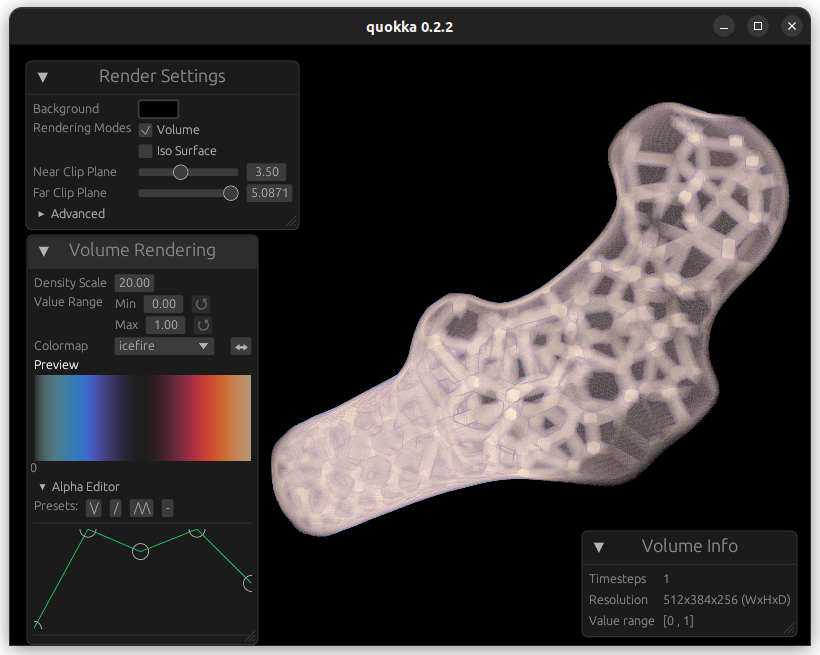 quokka 0.2.2
Render Settings
Background
Rendering Modes Volume
Iso Surface
Near Clip Plane 3.50
Far Clip Plane 5.0871
Advanced
Volume Rendering
Density Scale 20.00
Value Range Min 0.00
Max 1.00
Colormap icefire
Preview
0
Alpha Editor
Presets: \/ / /\/\ -
Volume Info
Timesteps 1
Resolution 512x384x256 (WxHxD)
Value range [0 , 1]